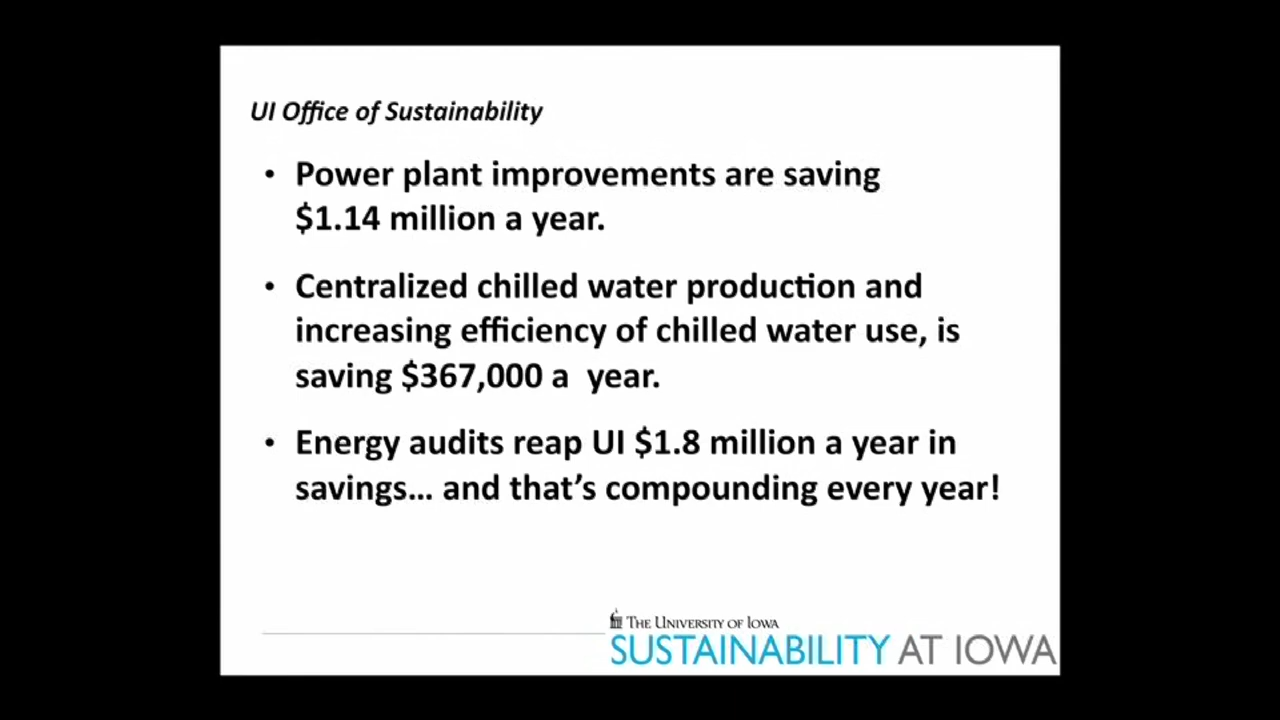 UI Office of Sustainability
• Power plant improvements are saving
$1.14 million a year.
• Centralized chilled water production and
increasing efficiency of chilled water use, is
saving $367,000 a  year.
• Energy audits reap UI $1.8 million a year in
savings... and that's compounding every year!
THE UNIVERSITY OF IOWA
SUSTAINABILITY AT IOWA